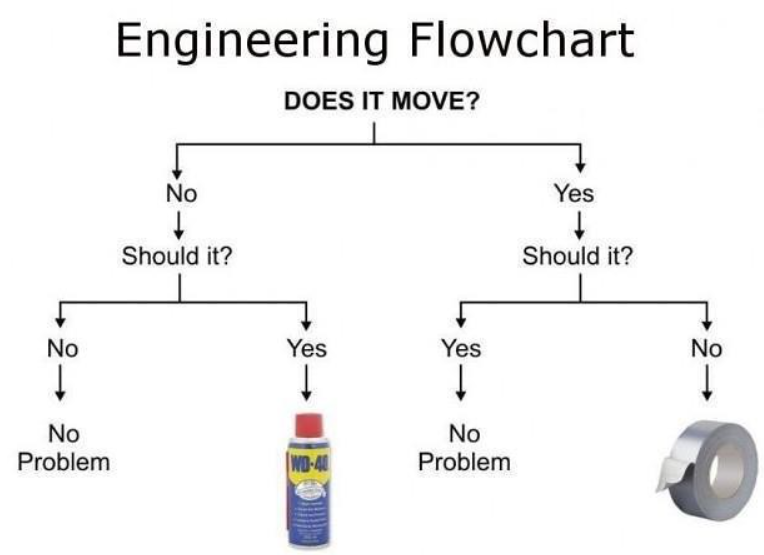 Engineering Flowchart
DOES IT MOVE?
No
Yes
Should it?
Should it?
No
Yes
Yes
No
No
Problem
WD-40
No
Problem